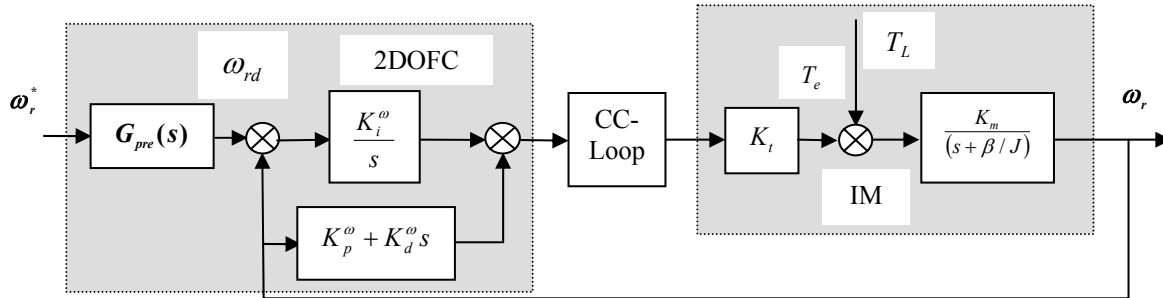 ω_r^*
G_pre(s)
ω_rd
2DOFC
K_i^ω / s
K_p^ω + K_d^ω s
CC-
Loop
K_t
T_e
T_L
IM
K_m / (s + β / J)
ω_r